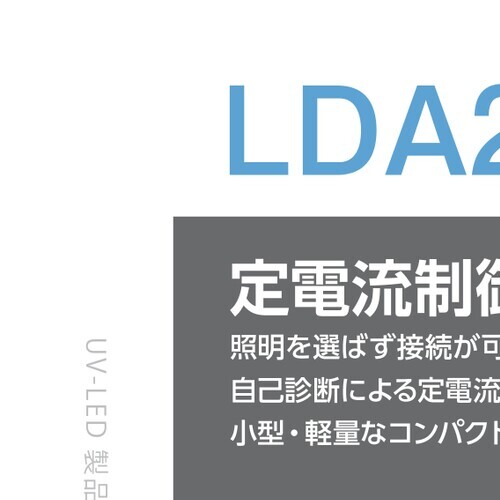 LDA2
定電流制御
照明を選ばず接続が可
自己診断による定電流
小型・軽量なコンパクト
UV-LED 製品